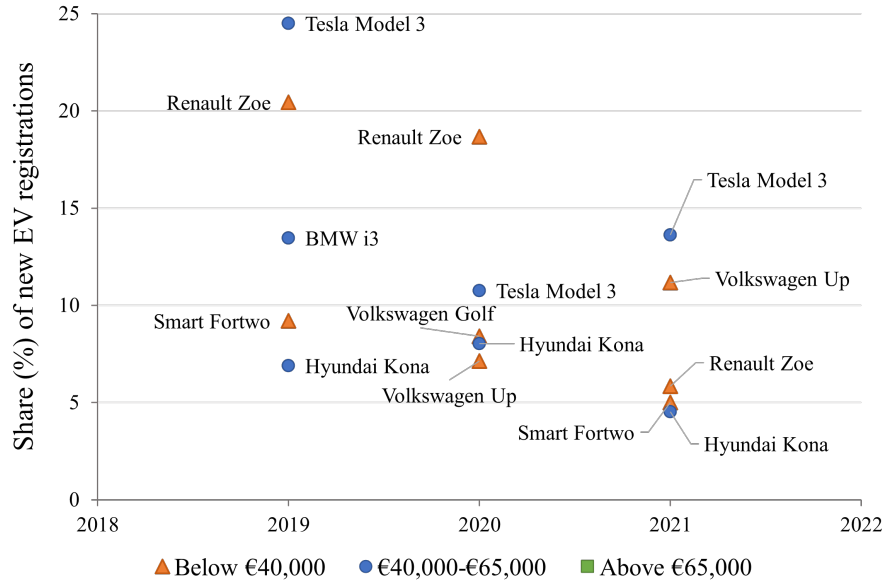 25
Tesla Model 3
Renault Zoe
20
Renault Zoe
Tesla Model 3
15
BMW i3
Volkswagen Up
10
Tesla Model 3
Volkswagen Golf
Smart Fortwo
Hyundai Kona
Hyundai Kona
Renault Zoe
Volkswagen Up
5
Smart Fortwo
Hyundai Kona
0
2018 2019 2020 2021 2022
Share (%) of new EV registrations
Below €40,000 €40,000-€65,000 Above €65,000